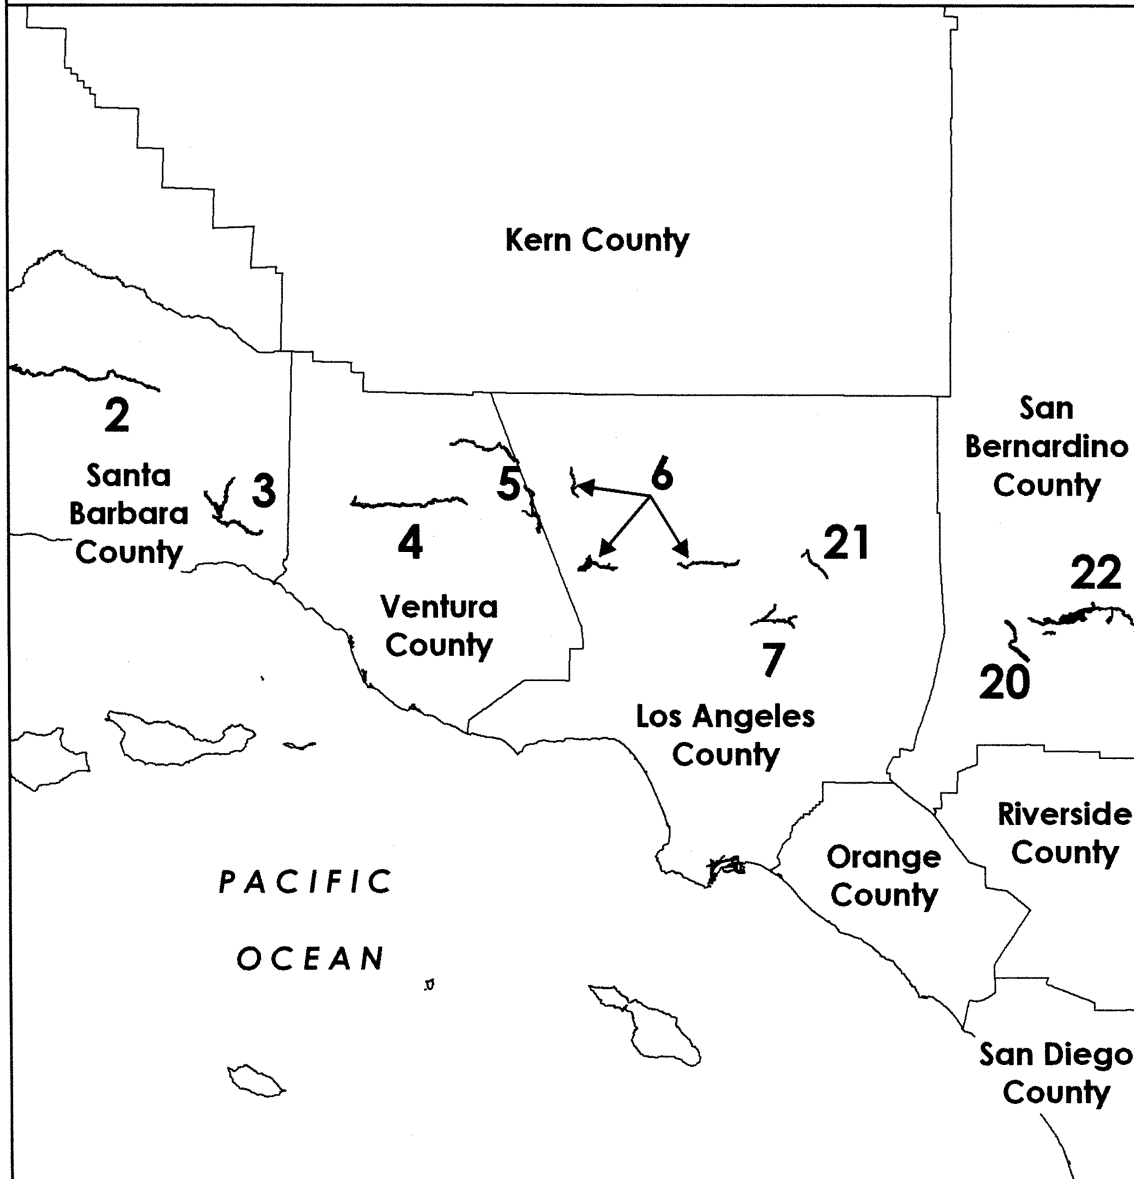 Kern County
2
San
Bernardino
County
Santa
Barbara
County
3
5
6
4
21
22
Ventura
County
7
20
Los Angeles
County
Riverside
County
Orange
County
PACIFIC
OCEAN
San Diego
County